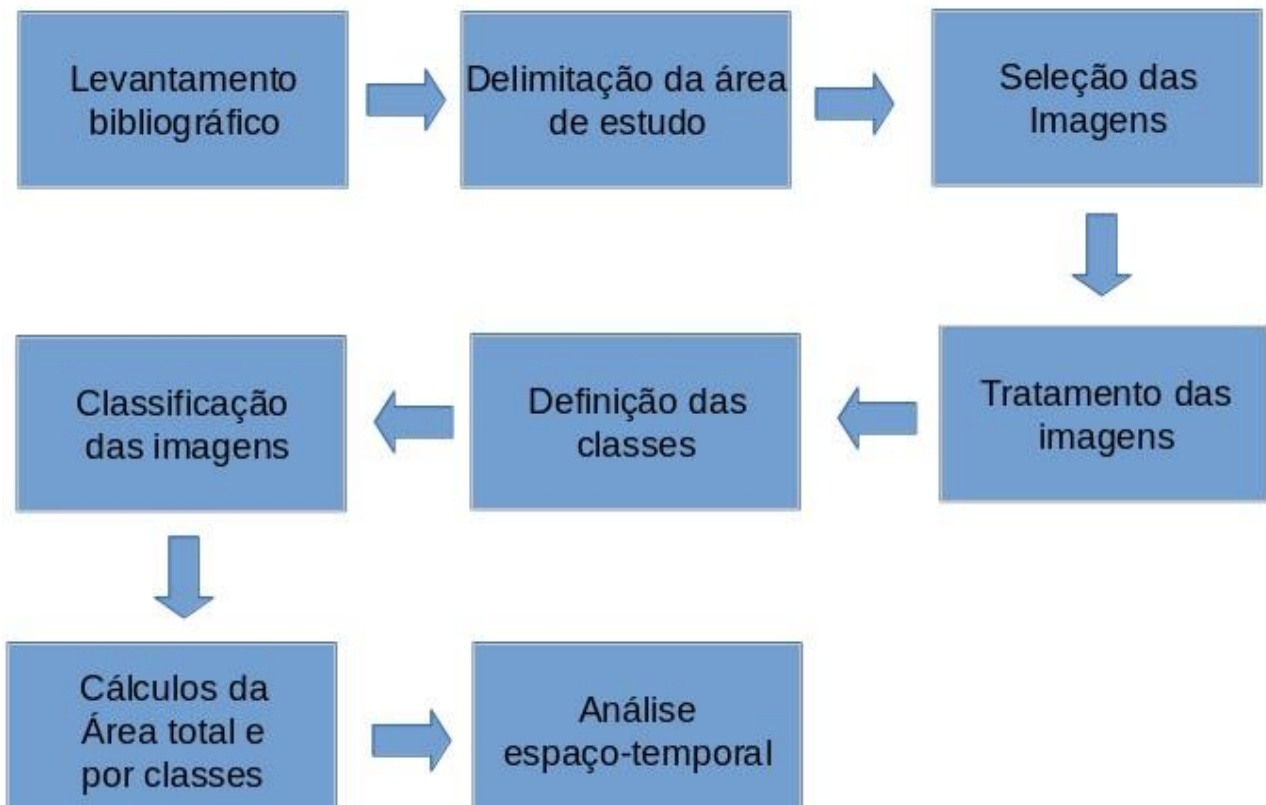 Levantamento
bibliográfico
Delimitação da área
de estudo
Seleção das
Imagens
Tratamento das
imagens
Definição das
classes
Classificação
das imagens
Cálculos da
Área total e
por classes
Análise
espaço-temporal